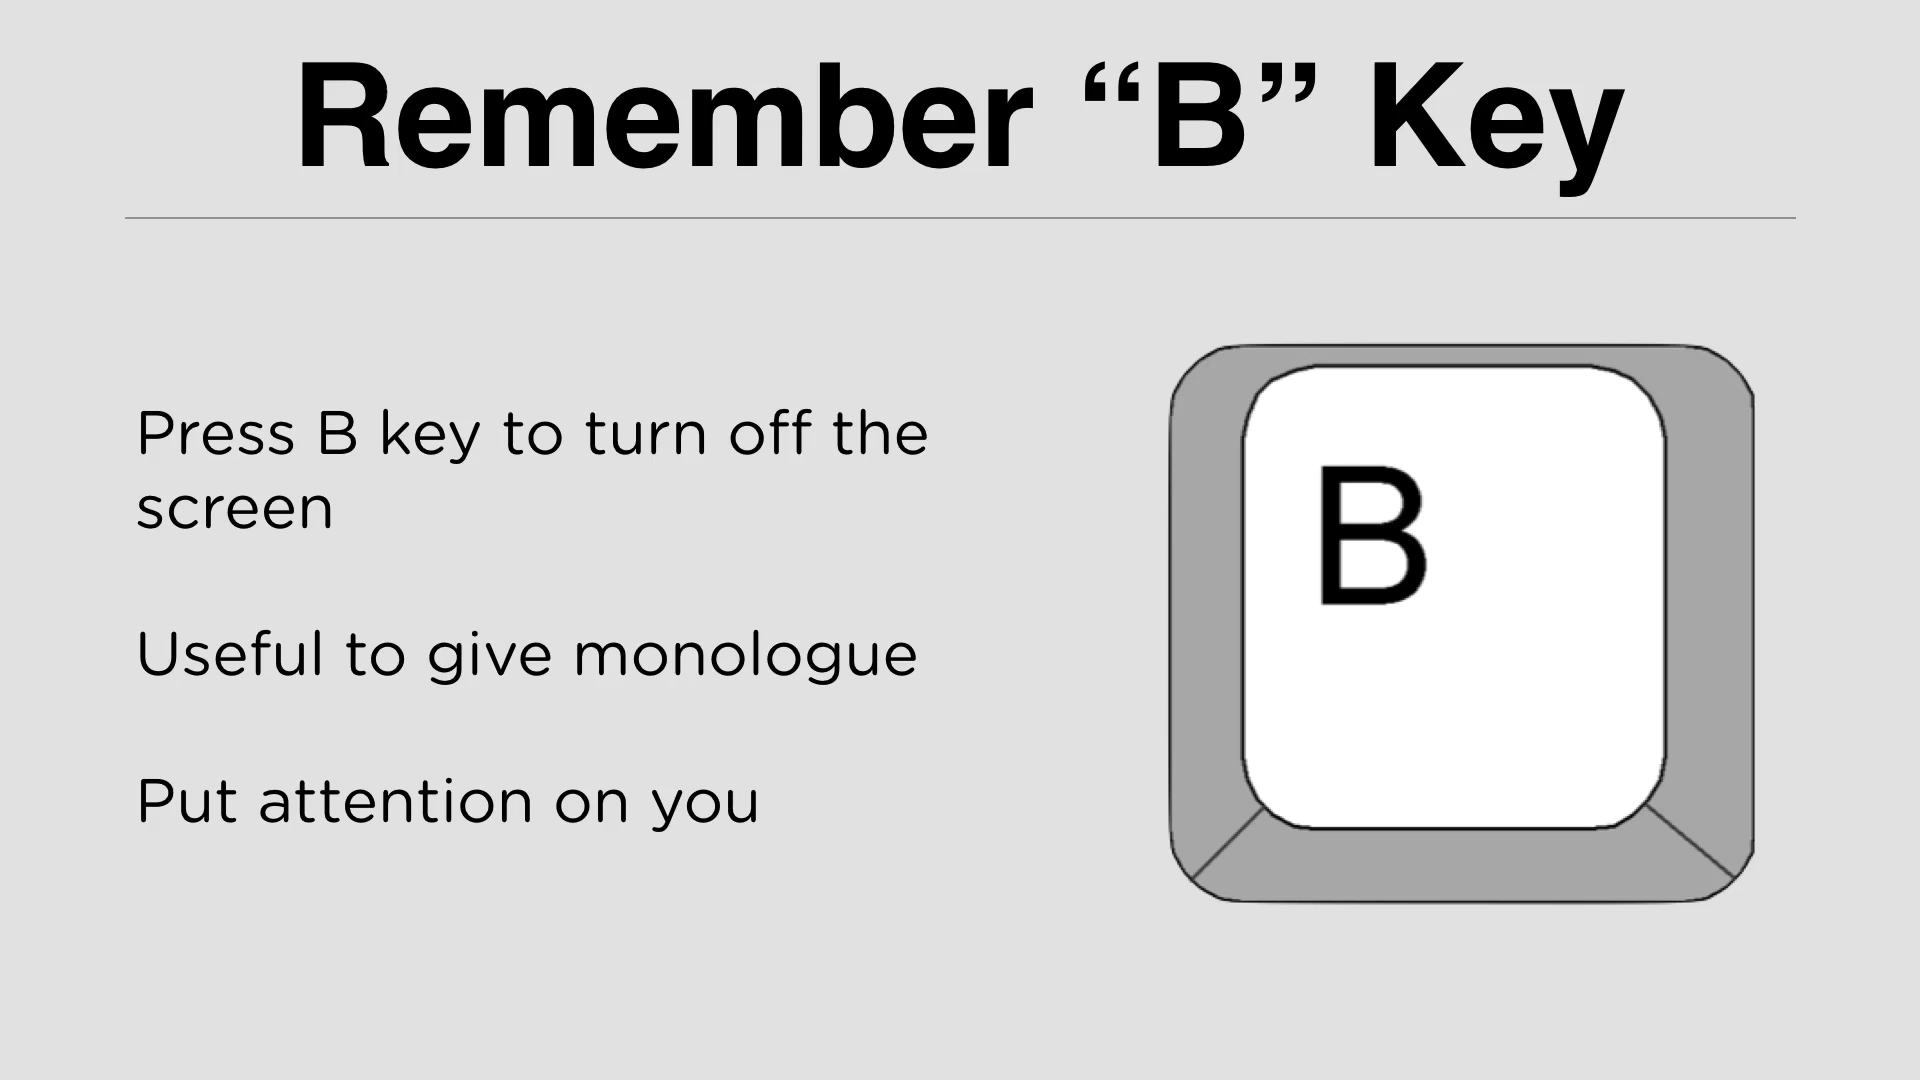 Remember “B” Key
Press B key to turn off the
screen
Useful to give monologue
Put attention on you
B